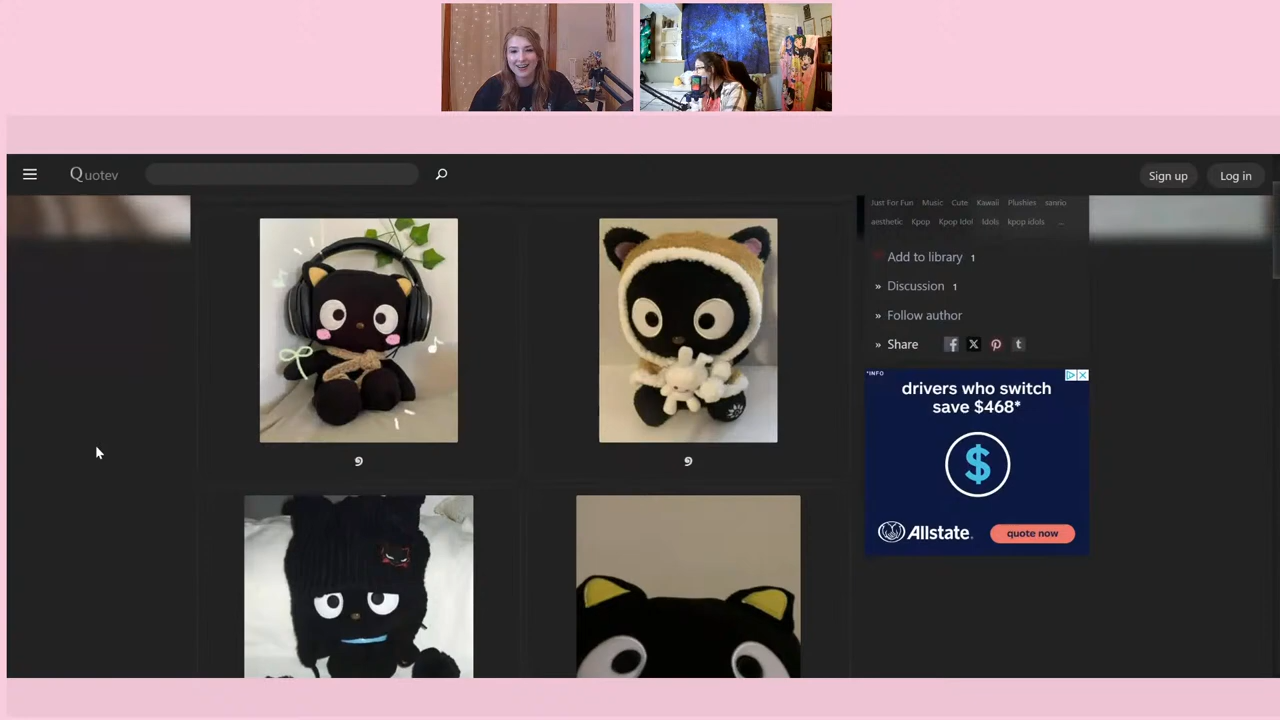 Quotev
Sign up
Log in
Just For Fun Music Cute Kawaii Plushies sanrio
aesthetic Kpop Kpop Idol Idols kpop idols ...
Add to library 1
» Discussion 1
» Follow author
» Share
*INFO
drivers who switch
save $468*
$
Allstate.
quote now